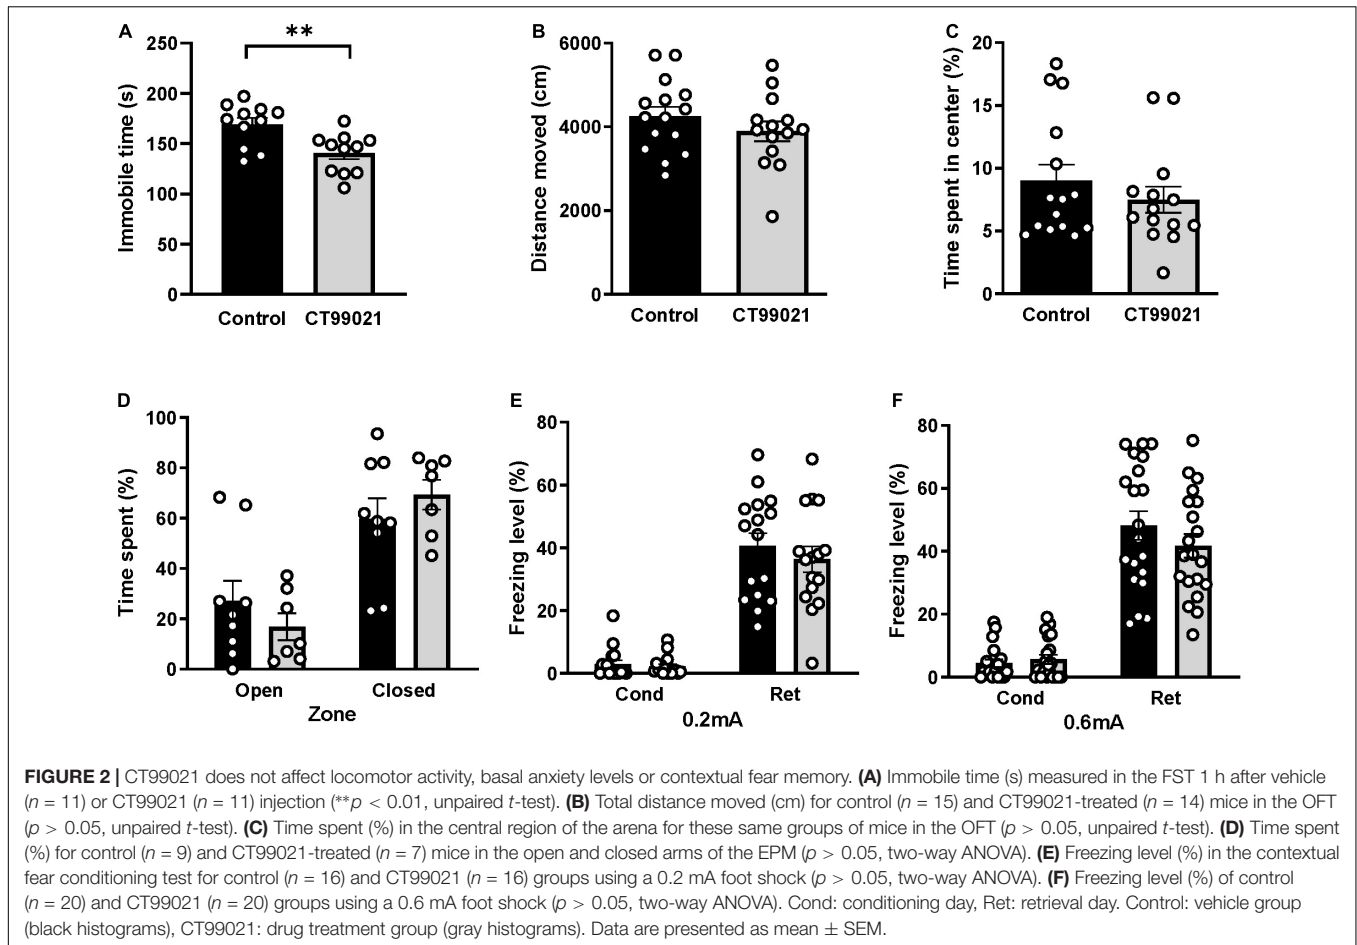 A
**
Immobile time (s)
250
200
150
100
50
0
Control CT99021
B
Distance moved (cm)
6000
4000
2000
0
Control CT99021
C
Time spent in center (%)
20
15
10
5
0
Control CT99021
D
Time spent (%)
100
80
60
40
20
0
Open Closed
Zone
E
Freezing level (%)
80
60
40
20
0
Cond Ret
0.2mA
F
Freezing level (%)
80
60
40
20
0
Cond Ret
0.6mA
FIGURE 2 | CT99021 does not affect locomotor activity, basal anxiety levels or contextual fear memory. (A) Immobile time (s) measured in the FST 1 h after vehicle
(n = 11) or CT99021 (n = 11) injection (**p < 0.01, unpaired t-test). (B) Total distance moved (cm) for control (n = 15) and CT99021-treated (n = 14) mice in the OFT
(p > 0.05, unpaired t-test). (C) Time spent (%) in the central region of the arena for these same groups of mice in the OFT (p > 0.05, unpaired t-test). (D) Time spent
(%) for control (n = 9) and CT99021-treated (n = 7) mice in the open and closed arms of the EPM (p > 0.05, two-way ANOVA). (E) Freezing level (%) in the contextual
fear conditioning test for control (n = 16) and CT99021 (n = 16) groups using a 0.2 mA foot shock (p > 0.05, two-way ANOVA). (F) Freezing level (%) of control
(n = 20) and CT99021 (n = 20) groups using a 0.6 mA foot shock (p > 0.05, two-way ANOVA). Cond: conditioning day, Ret: retrieval day. Control: vehicle group
(black histograms), CT99021: drug treatment group (gray histograms). Data are presented as mean ± SEM.